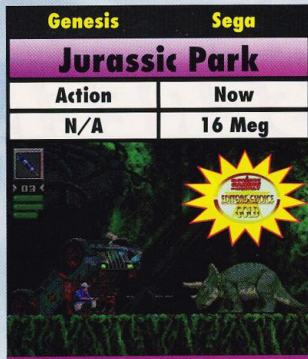 Genesis Sega
Jurassic Park
Action Now
N/A 16 Meg
03
EDITORS' CHOICE
GOLD